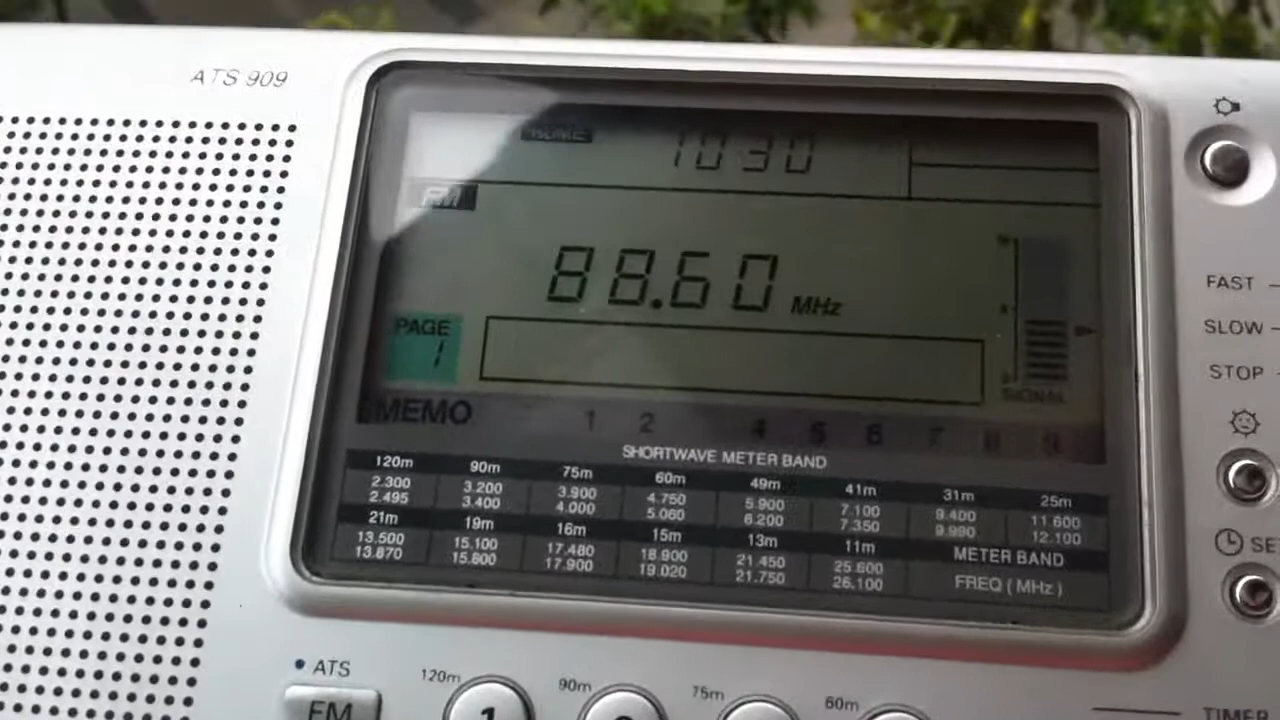 ATS 909
HOME 1030
FM
88.60 MHz
PAGE
1
SIGNAL
MEMO 1 2 4 5 6 7 8 9
SHORTWAVE METER BAND
120m 90m 75m 60m 49m 41m 31m 25m
2.300 3.200 3.900 4.750 5.900 7.100 9.400 11.600
2.495 3.400 4.000 5.060 6.200 7.350 9.990 12.100
21m 19m 16m 15m 13m 11m METER BAND
13.500 15.100 17.480 18.900 21.450 25.600 FREQ ( MHz )
13.870 15.800 17.900 19.020 21.750 26.100
FAST
SLOW
STOP
SE
ATS
FM
120m 90m 75m 60m
1
TIMER